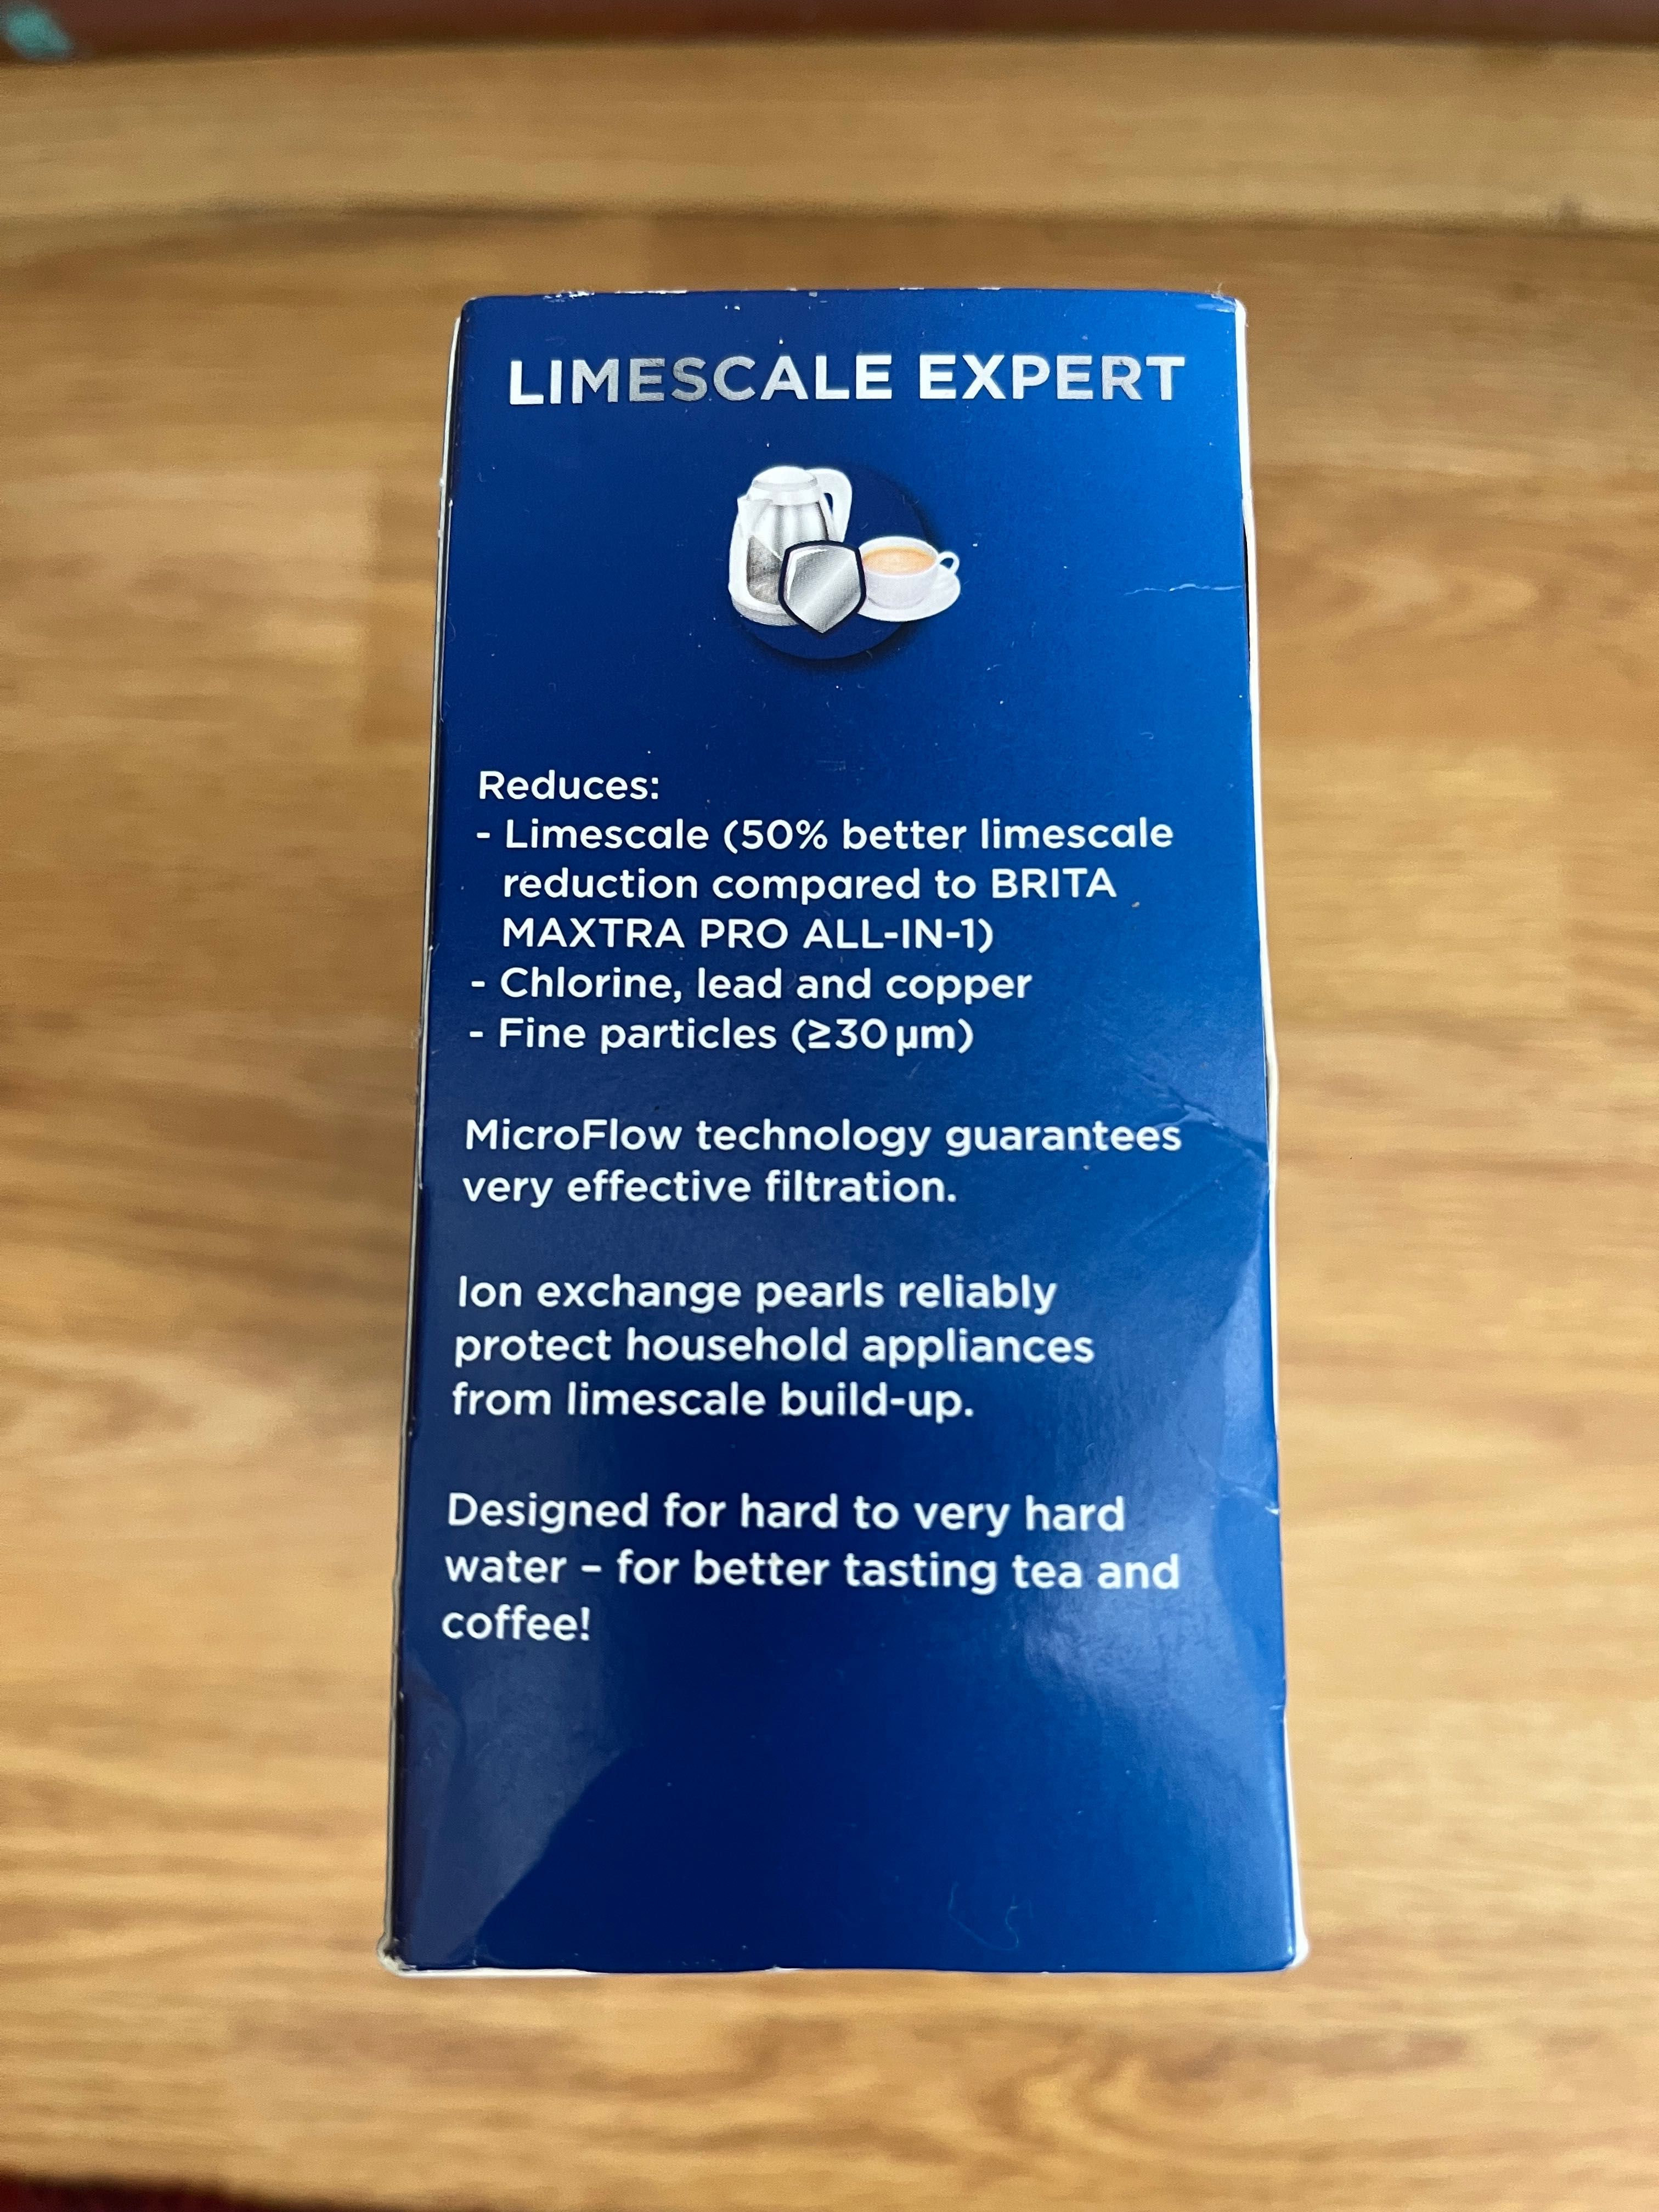 LIMESCALE EXPERT
Reduces:
- Limescale (50% better limescale
reduction compared to BRITA
MAXTRA PRO ALL-IN-1)
- Chlorine, lead and copper
- Fine particles (≥30 µm)
MicroFlow technology guarantees
very effective filtration.
Ion exchange pearls reliably
protect household appliances
from limescale build-up.
Designed for hard to very hard
water – for better tasting tea and
coffee!